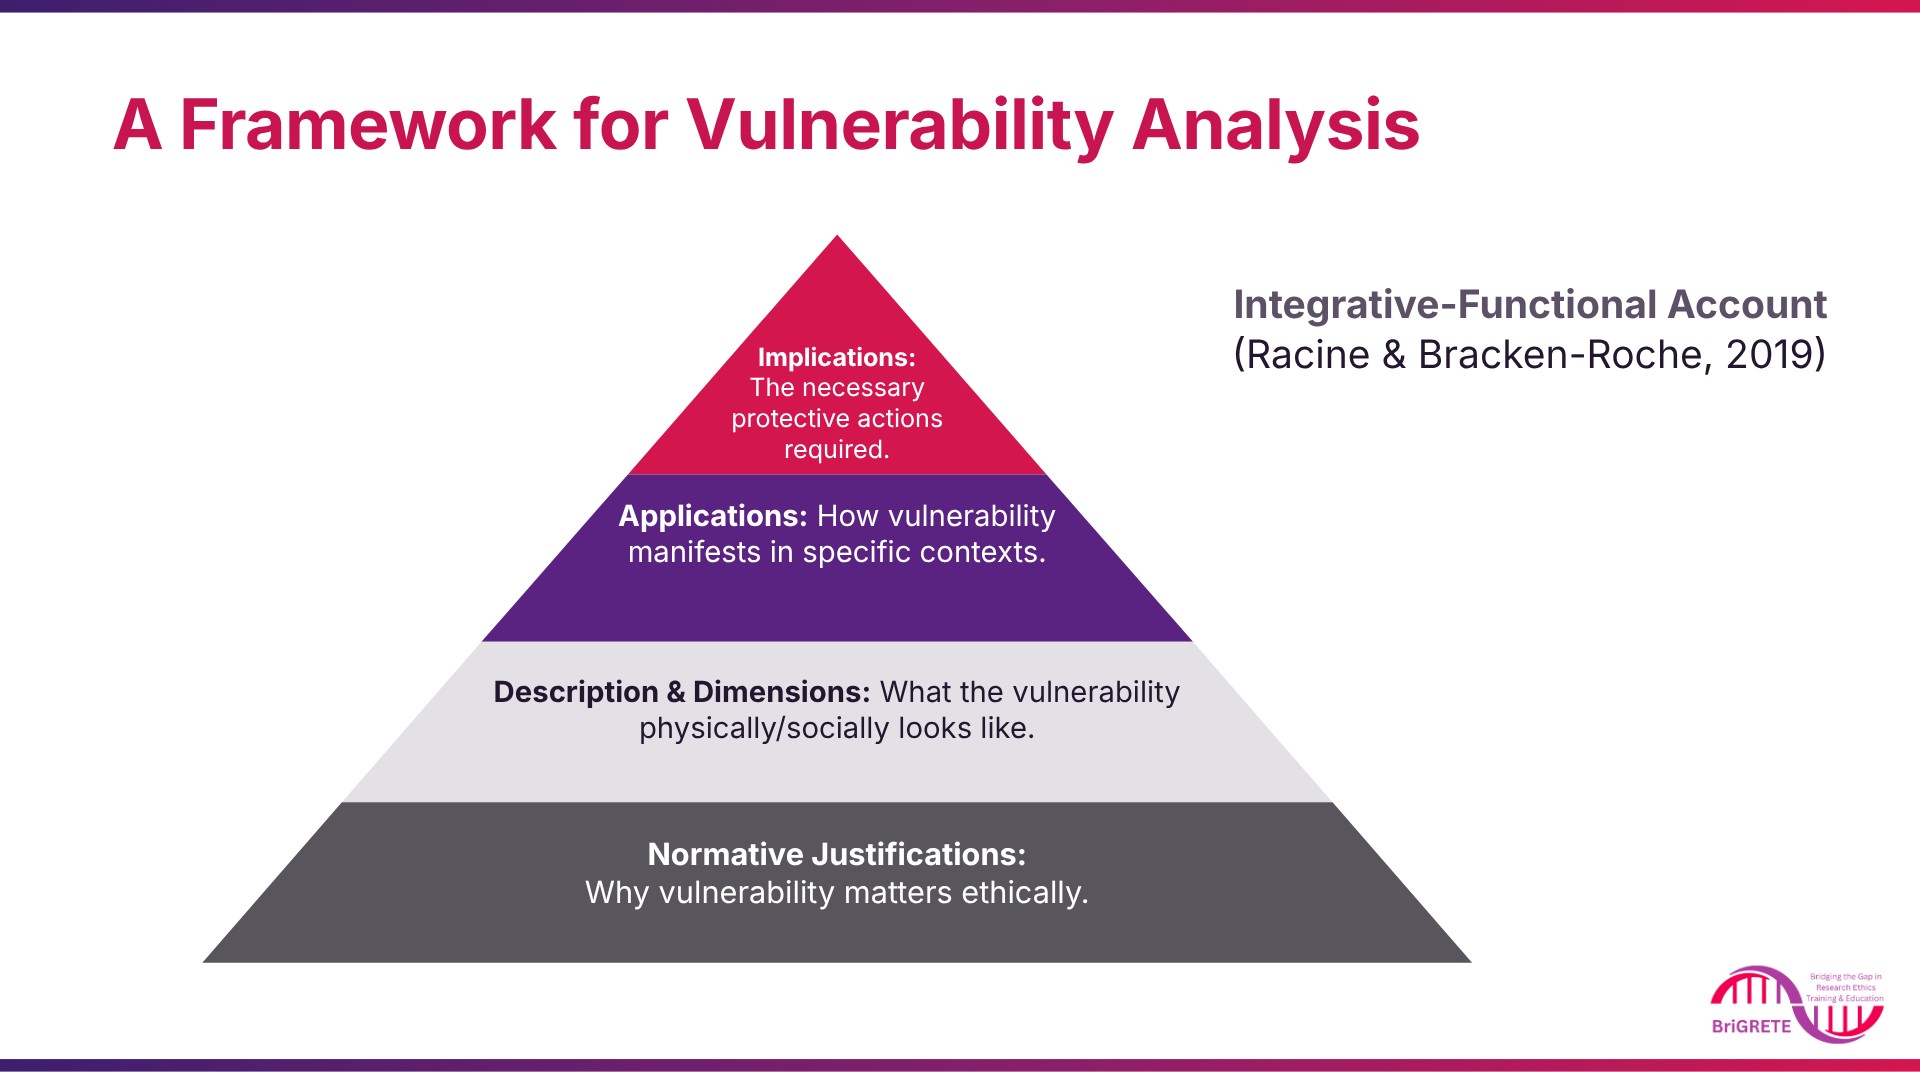 A Framework for Vulnerability Analysis
Integrative-Functional Account
(Racine & Bracken-Roche, 2019)
Implications:
The necessary
protective actions
required.
Applications: How vulnerability
manifests in specific contexts.
Description & Dimensions: What the vulnerability
physically/socially looks like.
Normative Justifications:
Why vulnerability matters ethically.
Bridging the Gap in
Research Ethics
Training & Education
BriGRETE